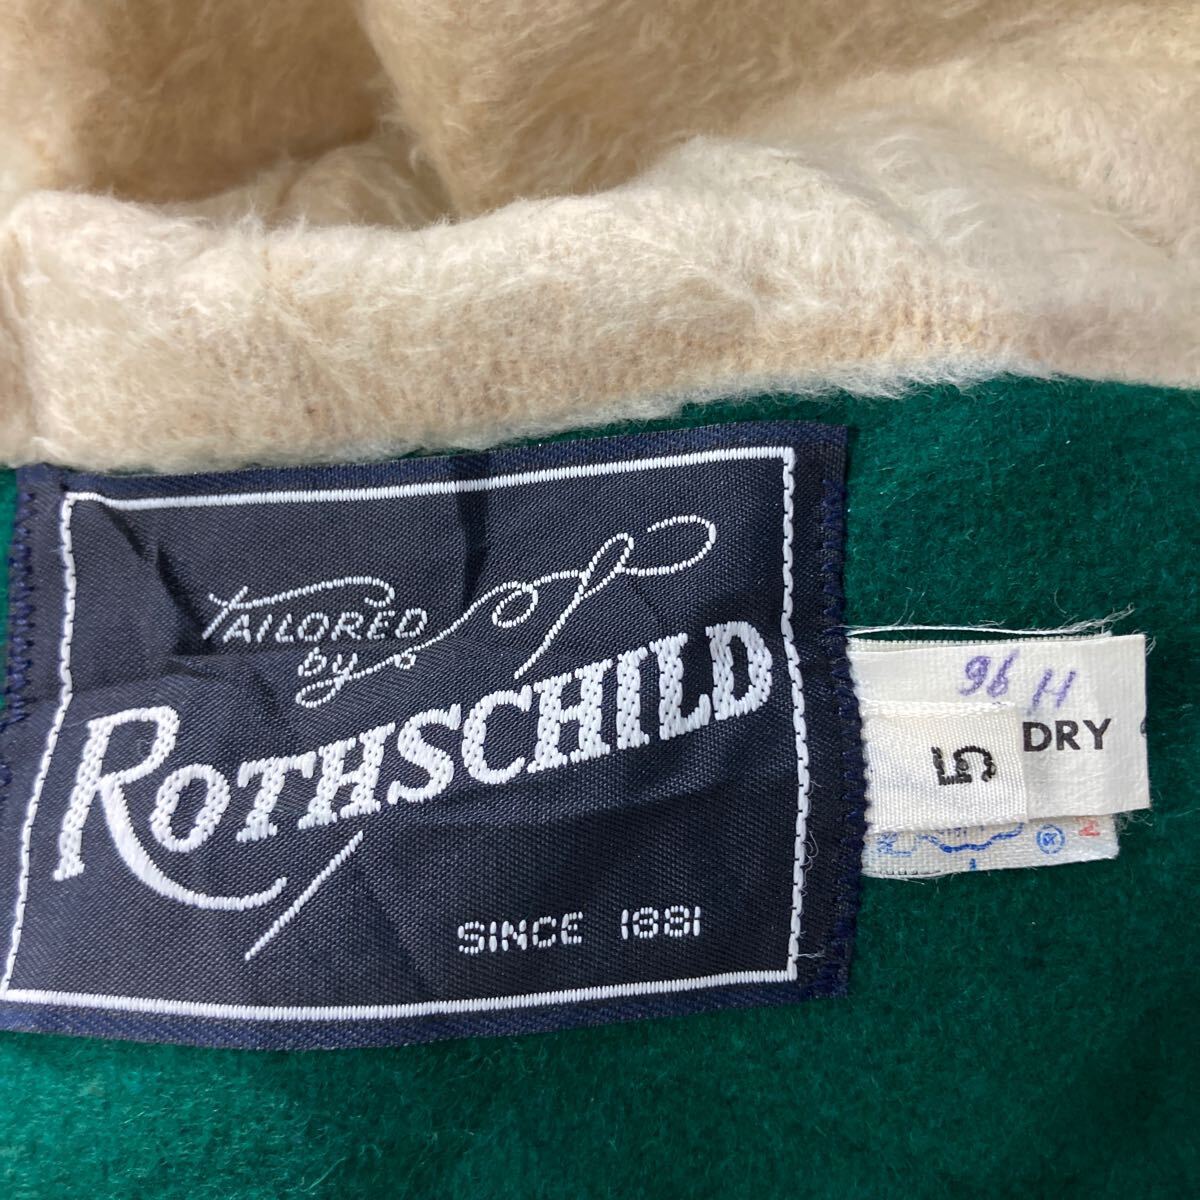 TAILORED
by
ROTHSCHILD
SINCE 1881
96 H
DRY
5
®